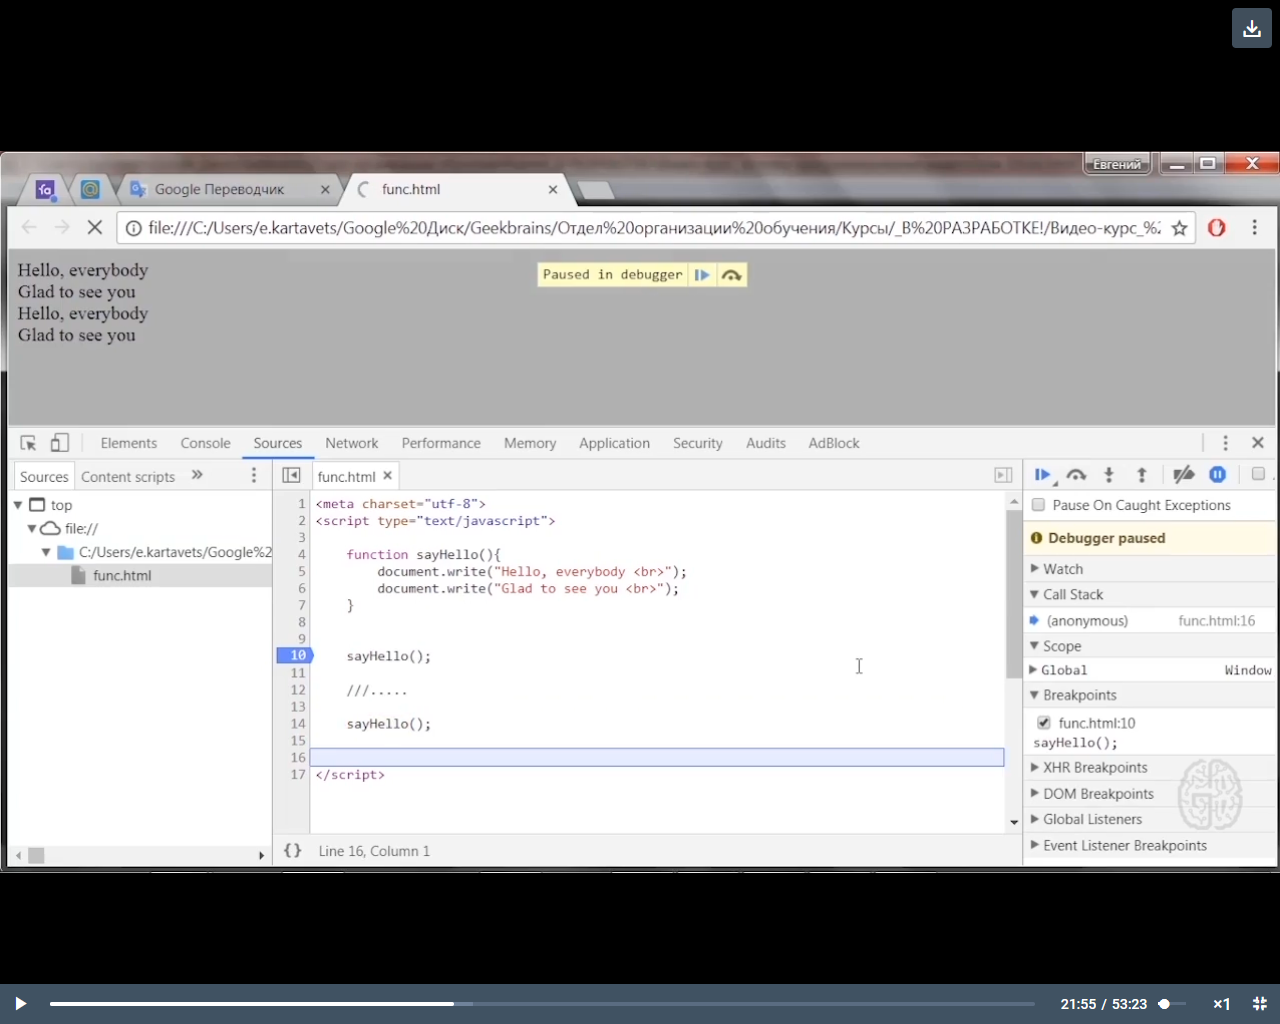 Евгений
Google Переводчик
func.html
file:///C:/Users/e.kartavets/Google%20Диск/Geekbrains/Отдел%20организации%20обучения/Курсы/_В%20РАЗРАБОТКЕ!/Видео-курс_%2
Hello, everybody
Glad to see you
Hello, everybody
Glad to see you
Paused in debugger
Elements Console Sources Network Performance Memory Application Security Audits AdBlock
Sources Content scripts »
func.html
top
file://
C:/Users/e.kartavets/Google%2
func.html
1 <meta charset="utf-8">
2 <script type="text/javascript">
3
4 function sayHello(){
5 document.write("Hello, everybody <br>");
6 document.write("Glad to see you <br>");
7 }
8
9
10 sayHello();
11
12 ///.....
13
14 sayHello();
15
16
17 </script>
{} Line 16, Column 1
Pause On Caught Exceptions
Debugger paused
Watch
Call Stack
(anonymous) func.html:16
Scope
Global Window
Breakpoints
func.html:10
sayHello();
XHR Breakpoints
DOM Breakpoints
Global Listeners
Event Listener Breakpoints
21:55 / 53:23 ×1